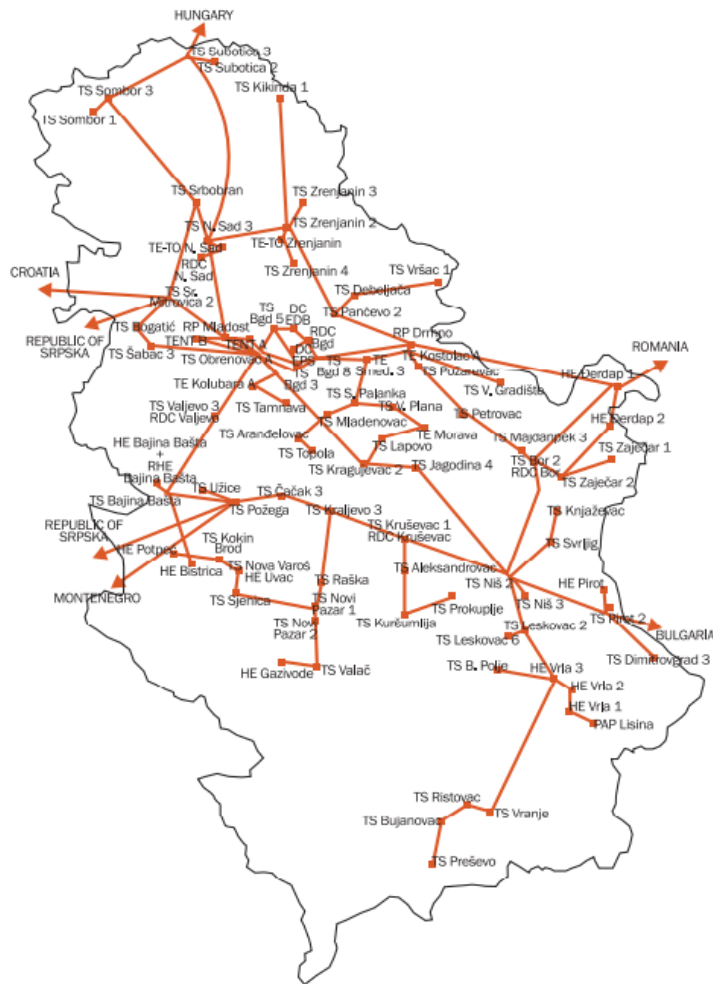 HUNGARY
TS Subotica 3
TS Subotica 2
TS Sombor 3
TS Kikinda 1
TS Sombor 1
TS Srbobran
TS Zrenjanin 3
TS N. Sad 3
TS Zrenjanin 2
TE-TO N. Sad
TE-TO Zrenjanin
RDC
N. Sad
TS Zrenjanin 4
TS Vršac 1
CROATIA
TS Sr.
Mitrovica 2
TS Debeljača
TS Pančevo 2
REPUBLIC OF
SRPSKA
TS Bogatić
RP Mladost
TS
Bgd 5
DC
EDB
RDC
Bgd
RP Drmno
TENT B
TENT A
TS Šabac 3
TS Obrenovac A
DC
EPS
TS
Bgd 3
TS
Bgd 8
TE
Smed. 3
TE Kostolac A
TS Požarevac
ROMANIA
HE Đerdap 1
TE Kolubara A
TS V. Gradište
TS Tamnava
TS S. Palanka
TS V. Plana
TS Petrovac
HE Đerdap 2
TS Valjevo 3
RDC Valjevo
TS Mladenovac
TS Aranđelovac
TE Morava
TS Majdanpek 3
TS Zaječar 1
TS Topola
TS Lapovo
HE Bajina Bašta
+
RHE
Bajina Bašta
TS Kragujevac 2
TS Jagodina 4
TS Bor 2
RDC Bor
TS Zaječar 2
TS Bajina Bašta
TS Užice
TS Čačak 3
TS Požega
TS Kraljevo 3
TS Knjaževac
REPUBLIC OF
SRPSKA
TS Kruševac 1
RDC Kruševac
TS Svrljig
TS Kokin
Brod
HE Potpeć
HE Bistrica
TS Nova Varoš
HE Uvac
TS Aleksandrovac
TS Niš 2
HE Pirot
MONTENEGRO
TS Sjenica
TS Raška
TS Novi
Pazar 1
TS Prokuplje
TS Niš 3
TS Pirot 2
TS Kuršumlija
TS Novi
Pazar 2
TS Leskovac 2
BULGARIA
TS Leskovac 6
TS Dimitrovgrad 3
HE Gazivode
TS Valač
TS B. Polje
HE Vrla 3
HE Vrla 2
HE Vrla 1
PAP Lisina
TS Ristovac
TS Bujanovac
TS Vranje
TS Preševo